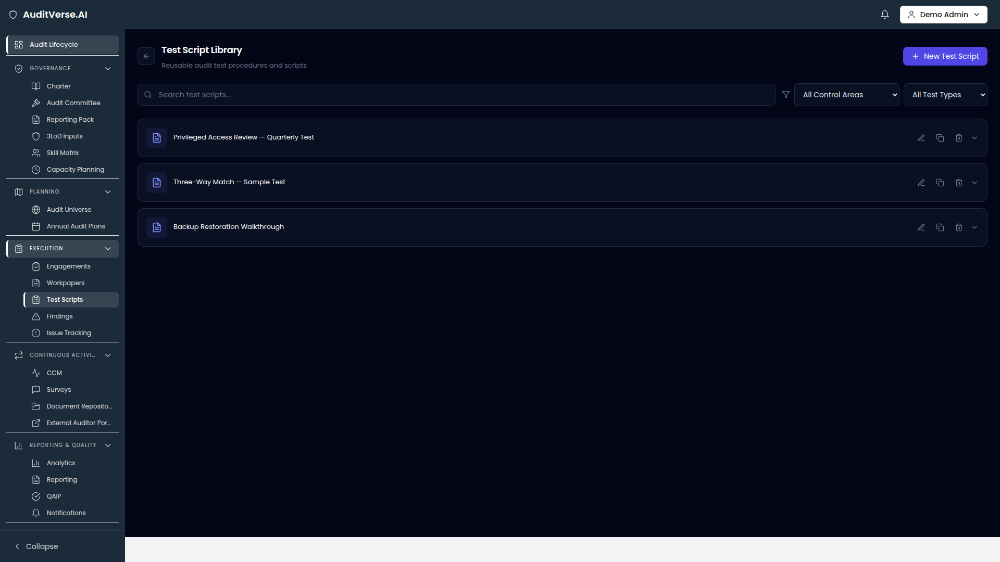 AuditVerse.AI
Demo Admin
Audit Lifecycle
GOVERNANCE
Charter
Audit Committee
Reporting Pack
3LoD Inputs
Skill Matrix
Capacity Planning
PLANNING
Audit Universe
Annual Audit Plans
EXECUTION
Engagements
Workpapers
Test Scripts
Findings
Issue Tracking
CONTINUOUS ACTIVI...
CCM
Surveys
Document Reposito...
External Auditor Por...
REPORTING & QUALITY
Analytics
Reporting
QAIP
Notifications
Collapse
Test Script Library
Reusable audit test procedures and scripts
New Test Script
Search test scripts...
All Control Areas
All Test Types
Privileged Access Review — Quarterly Test
Three-Way Match — Sample Test
Backup Restoration Walkthrough